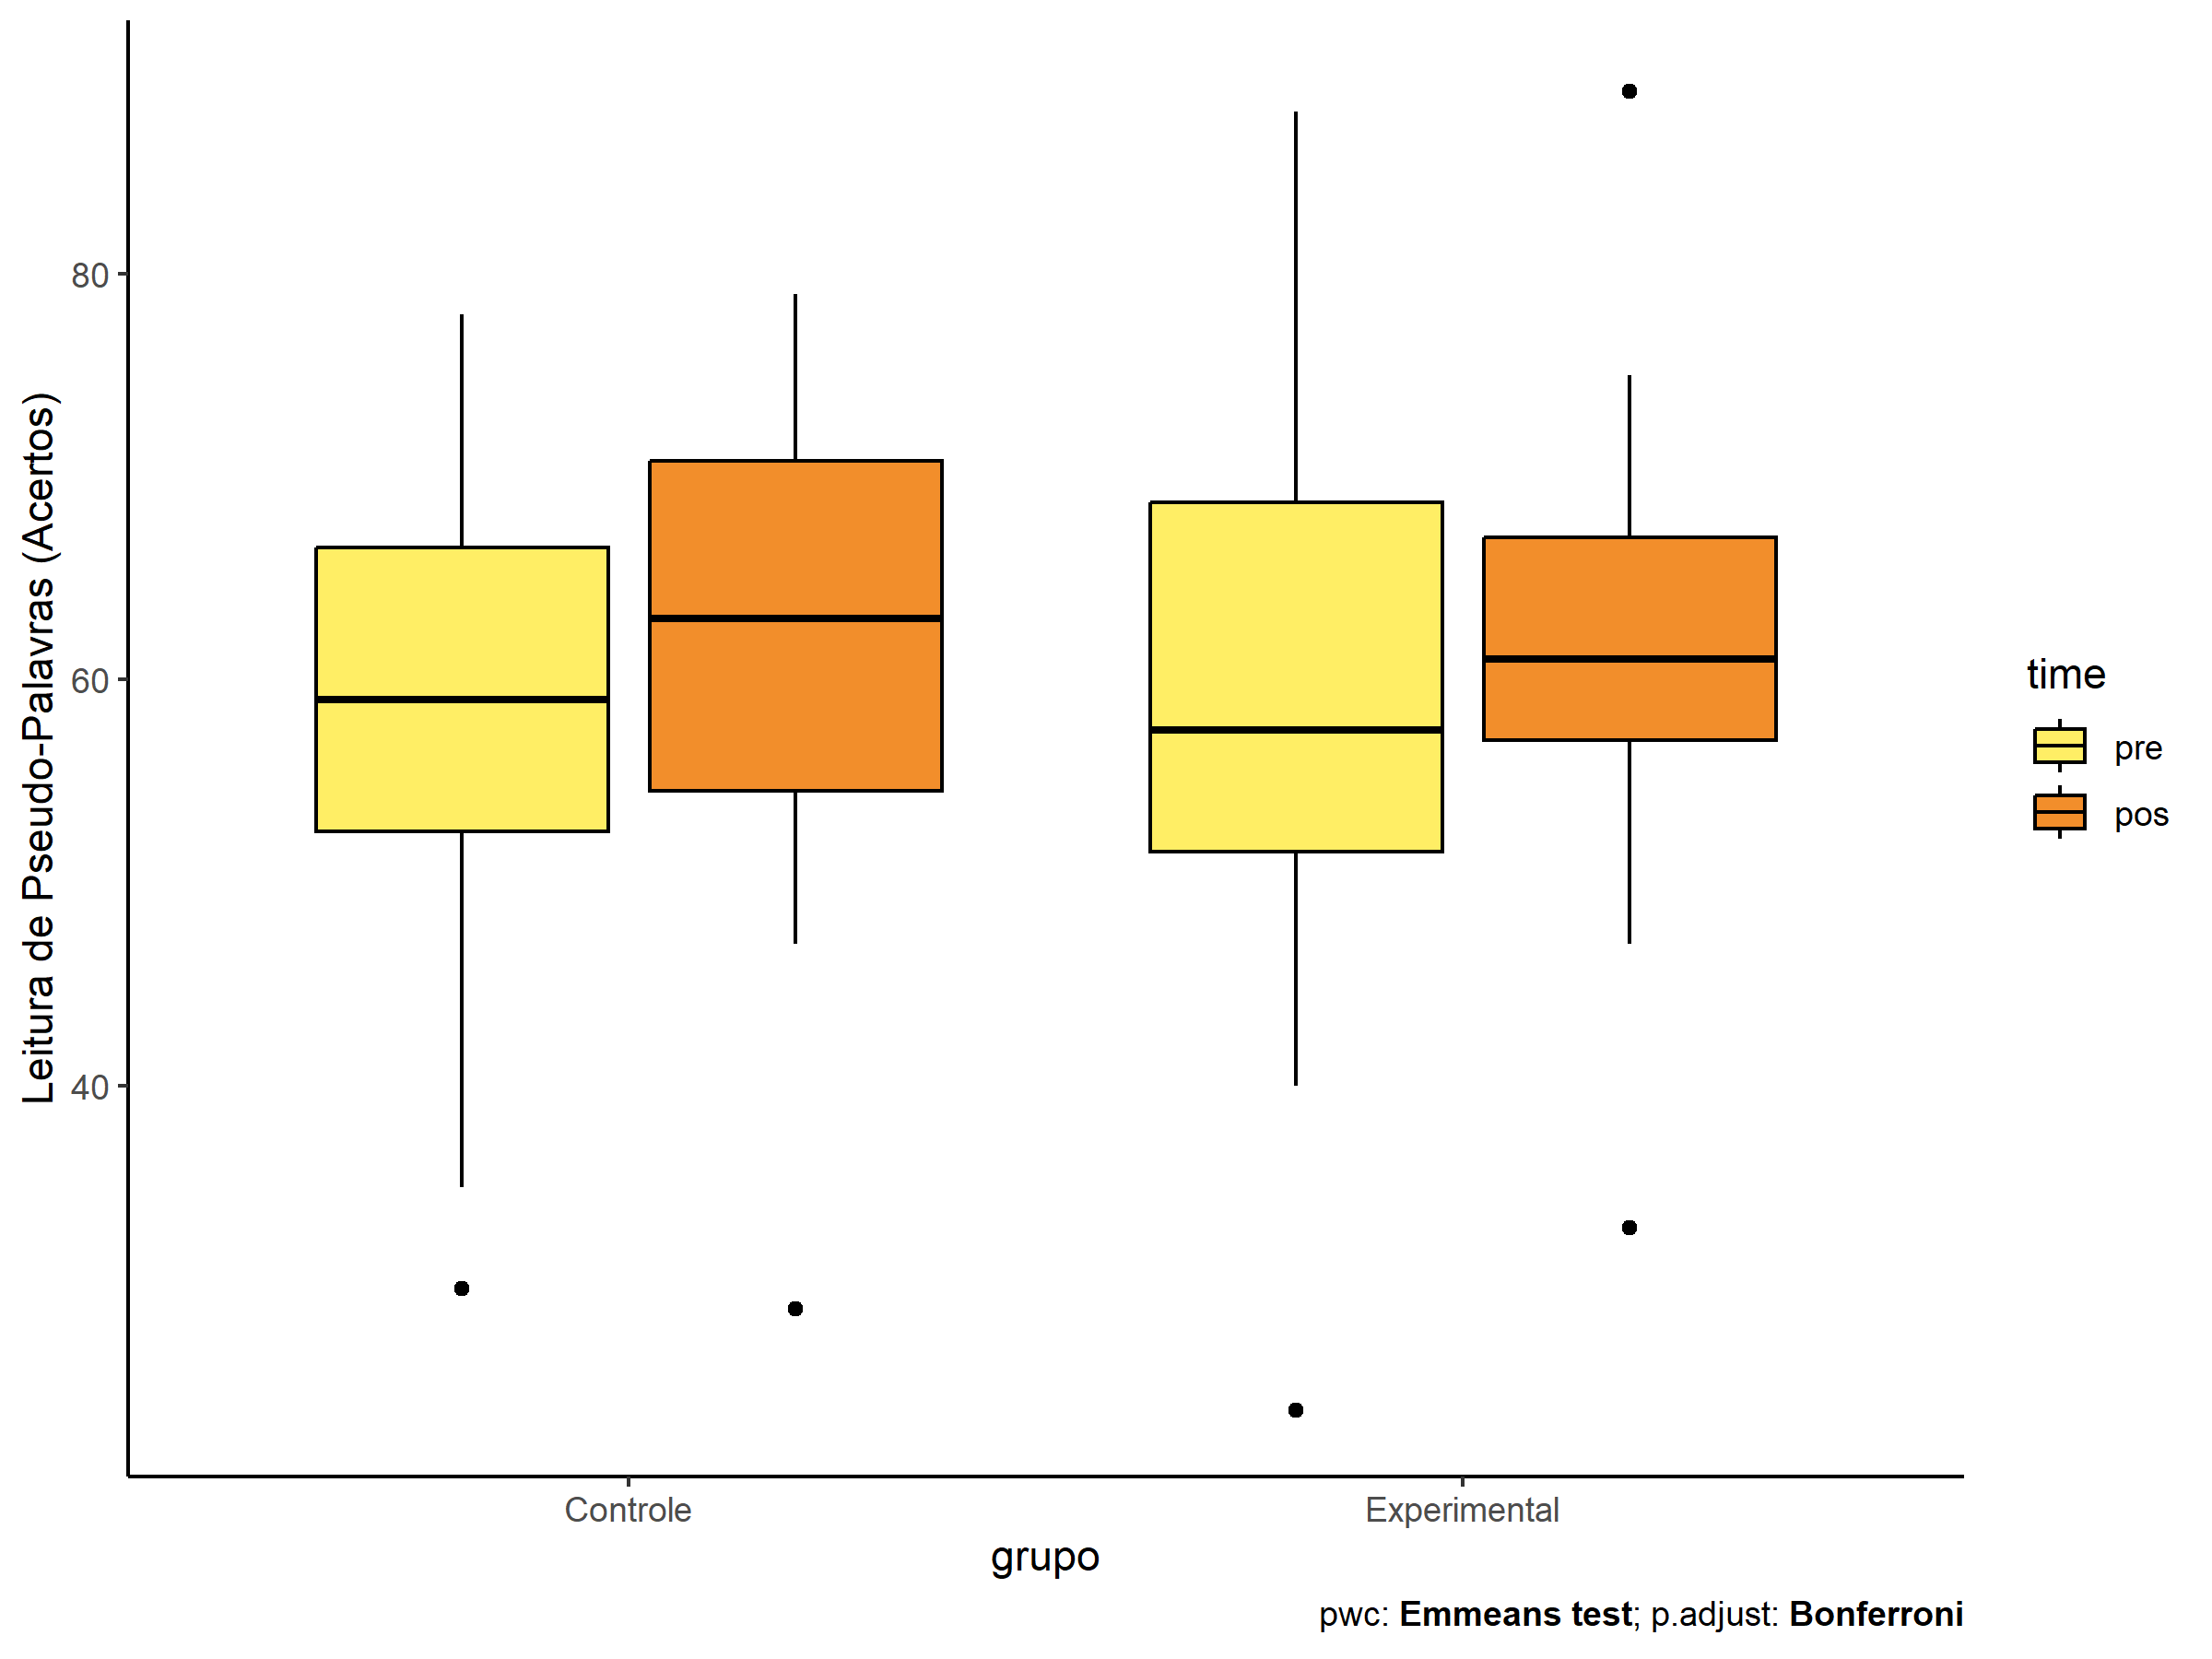 Leitura de Pseudo-Palavras (Acertos)
80
60
40
Controle
Experimental
grupo
time
pre
pos
pwc: Emmeans test; p.adjust: Bonferroni